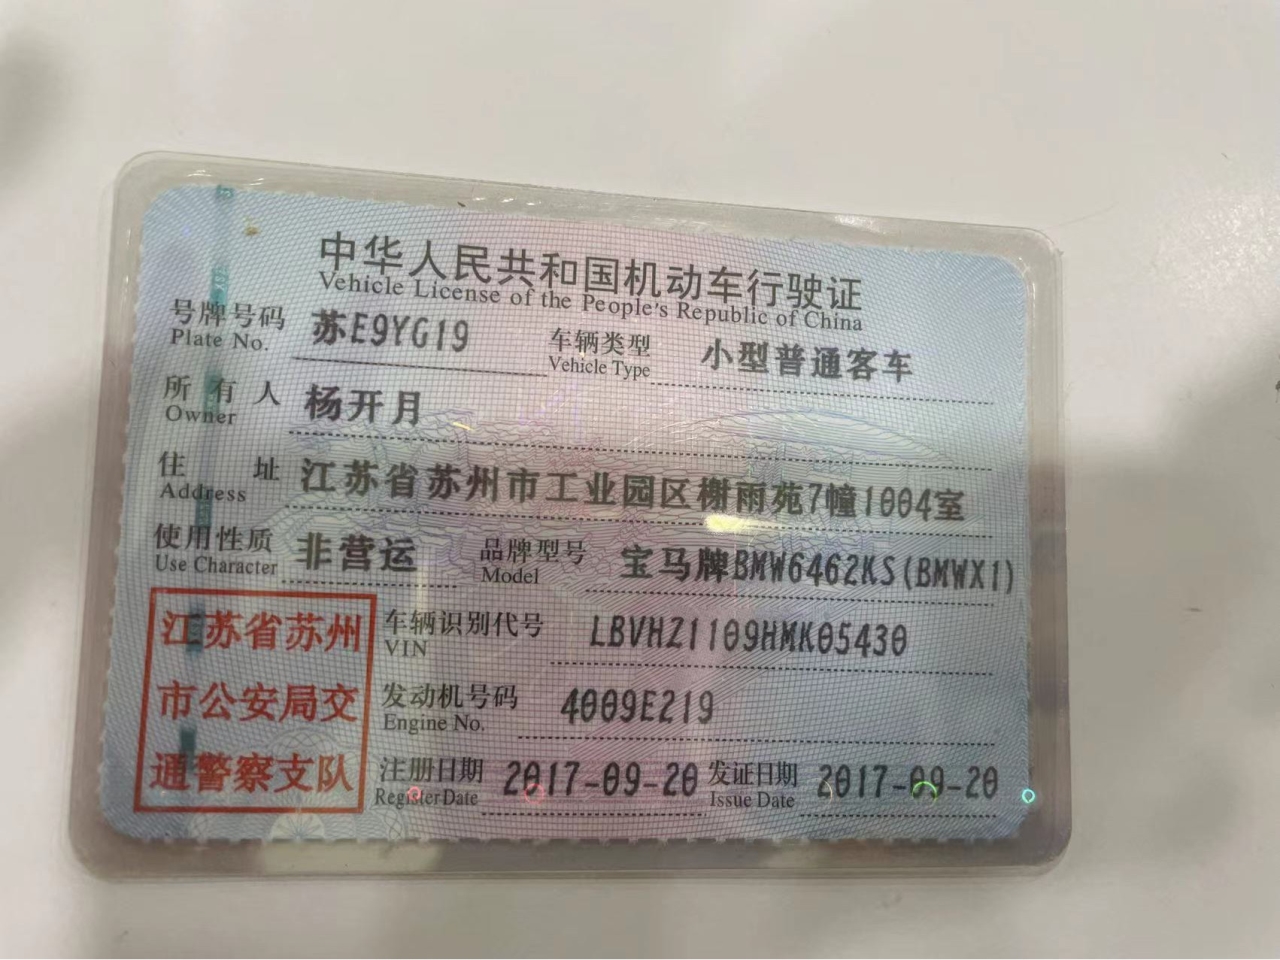 中华人民共和国机动车行驶证
Vehicle License of the People's Republic of China
号牌号码 苏E9YG19 车辆类型 小型普通客车
Plate No. Vehicle Type
所有人 杨开月
Owner
住址 江苏省苏州市工业园区榭雨苑7幢1004室
Address
使用性质 非营运 品牌型号 宝马牌BMW6462KS(BMWX1)
Use Character Model
江苏省苏州
市公安局交
通警察支队
车辆识别代号 LBVHZ1109HMK05430
VIN
发动机号码 4009E219
Engine No.
注册日期 2017-09-20 发证日期 2017-09-20
Register Date Issue Date